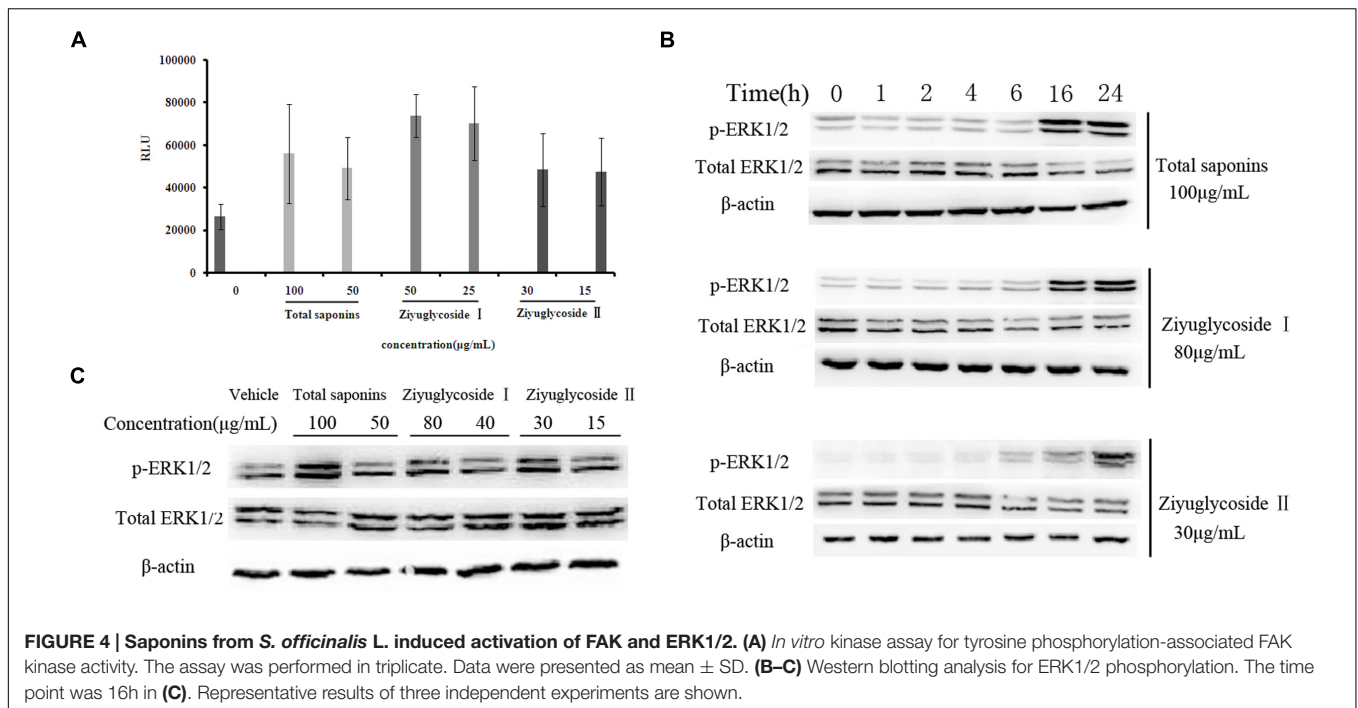 A
100000
80000
60000
40000
20000
0
RLU
0 100 50 50 25 30 15
Total saponins Ziyuglycoside Ⅰ Ziyuglycoside Ⅱ
concentration(µg/mL)
B
Time(h) 0 1 2 4 6 16 24
p-ERK1/2
Total ERK1/2
β-actin
Total saponins
100µg/mL
p-ERK1/2
Total ERK1/2
β-actin
Ziyuglycoside Ⅰ
80µg/mL
p-ERK1/2
Total ERK1/2
β-actin
Ziyuglycoside Ⅱ
30µg/mL
C
Vehicle Total saponins Ziyuglycoside Ⅰ Ziyuglycoside Ⅱ
Concentration(µg/mL) 100 50 80 40 30 15
p-ERK1/2
Total ERK1/2
β-actin
FIGURE 4 | Saponins from S. officinalis L. induced activation of FAK and ERK1/2. (A) In vitro kinase assay for tyrosine phosphorylation-associated FAK
kinase activity. The assay was performed in triplicate. Data were presented as mean ± SD. (B–C) Western blotting analysis for ERK1/2 phosphorylation. The time
point was 16h in (C). Representative results of three independent experiments are shown.